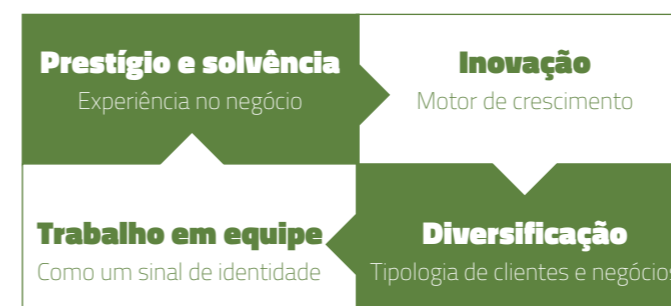 Prestígio e solvência
Experiência no negócio
Inovação
Motor de crescimento
Trabalho em equipe
Como um sinal de identidade
Diversificação
Tipologia de clientes e negócios